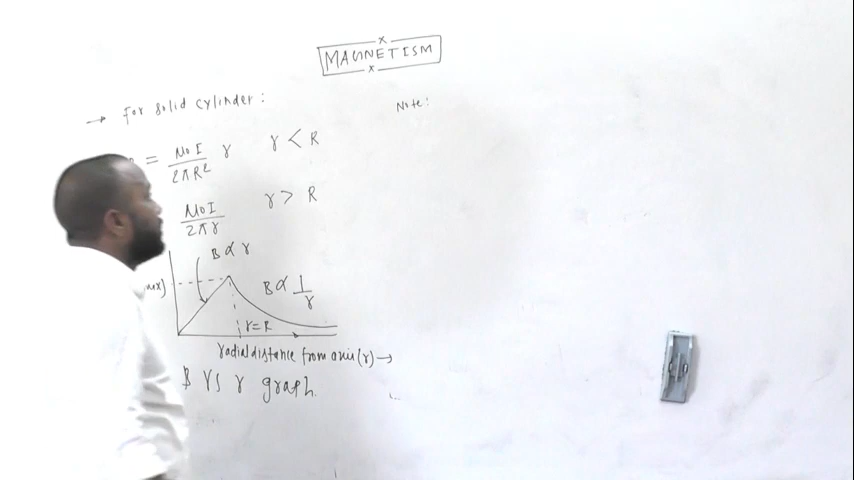 MAGNETISM
→ For solid cylinder:
= μ₀I/2πR² r    r < R
μ₀I/2πr    r > R
B ∝ r
B ∝ 1/r
r=R
radial distance from axis (r) →
B vs r graph.
Note: